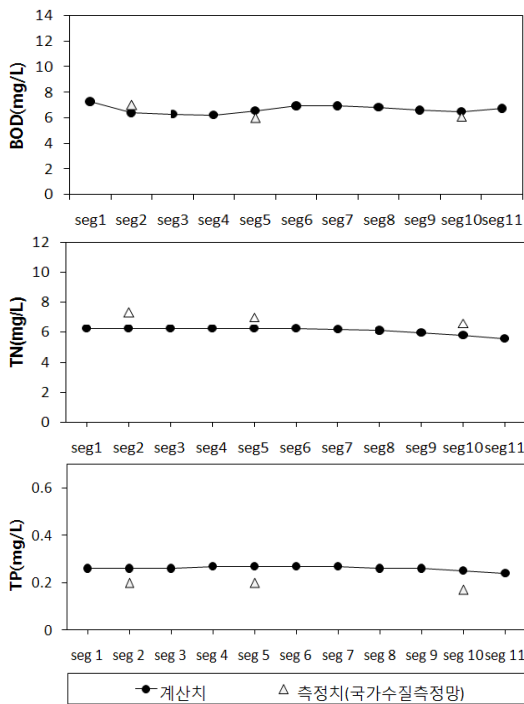 BOD(mg/L)
14
12
10
8
6
4
2
0
seg1 seg2 seg3 seg4 seg5 seg6 seg7 seg8 seg9 seg10 seg11
TN(mg/L)
12
10
8
6
4
2
0
seg1 seg2 seg3 seg4 seg5 seg6 seg7 seg8 seg9 seg10 seg11
TP(mg/L)
0.6
0.4
0.2
0
seg 1 seg 2 seg 3 seg 4 seg 5 seg 6 seg 7 seg 8 seg 9 seg 10 seg 11
계산치 측정치(국가수질측정망)